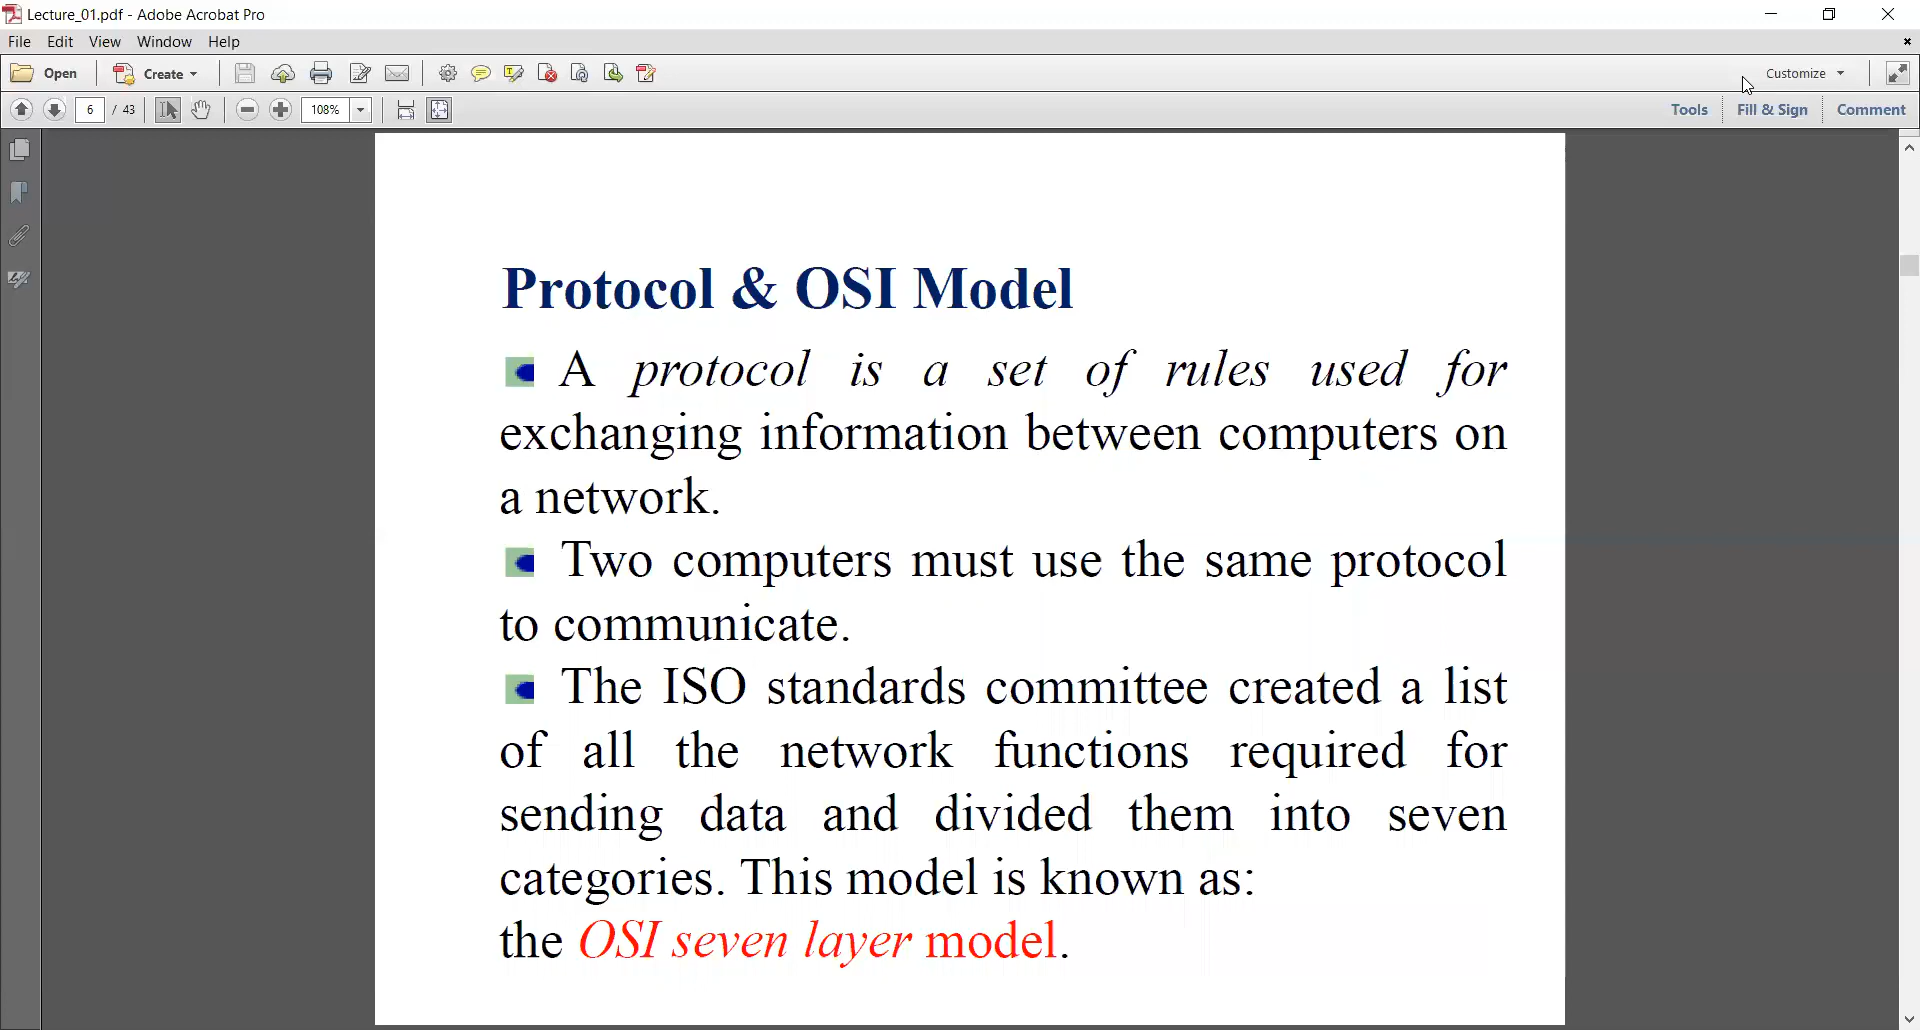 Lecture_01.pdf - Adobe Acrobat Pro
File Edit View Window Help
Open Create Customize
6 / 43 108% Tools Fill & Sign Comment
Protocol & OSI Model
A protocol is a set of rules used for
exchanging information between computers on
a network.
Two computers must use the same protocol
to communicate.
The ISO standards committee created a list
of all the network functions required for
sending data and divided them into seven
categories. This model is known as:
the OSI seven layer model.